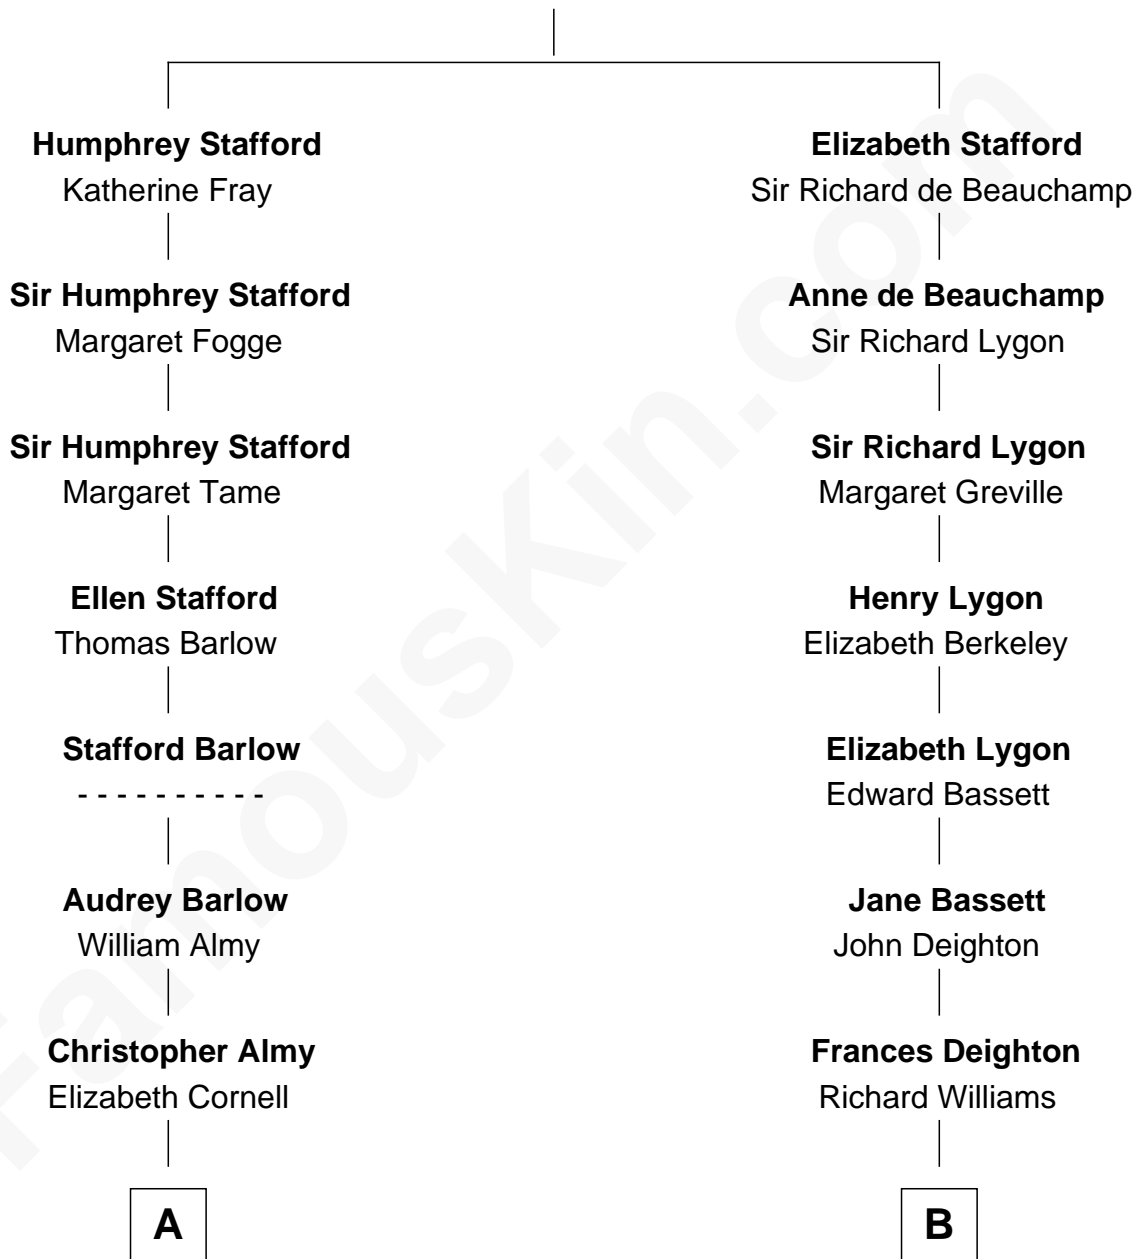 Humphrey Stafford
Katherine Fray
Sir Humphrey Stafford
Margaret Fogge
Sir Humphrey Stafford
Margaret Tame
Ellen Stafford
Thomas Barlow
Stafford Barlow
- - - - - - - - - -
Audrey Barlow
William Almy
Christopher Almy
Elizabeth Cornell
A
Elizabeth Stafford
Sir Richard de Beauchamp
Anne de Beauchamp
Sir Richard Lygon
Sir Richard Lygon
Margaret Greville
Henry Lygon
Elizabeth Berkeley
Elizabeth Lygon
Edward Bassett
Jane Bassett
John Deighton
Frances Deighton
Richard Williams
B
FamousKin.com